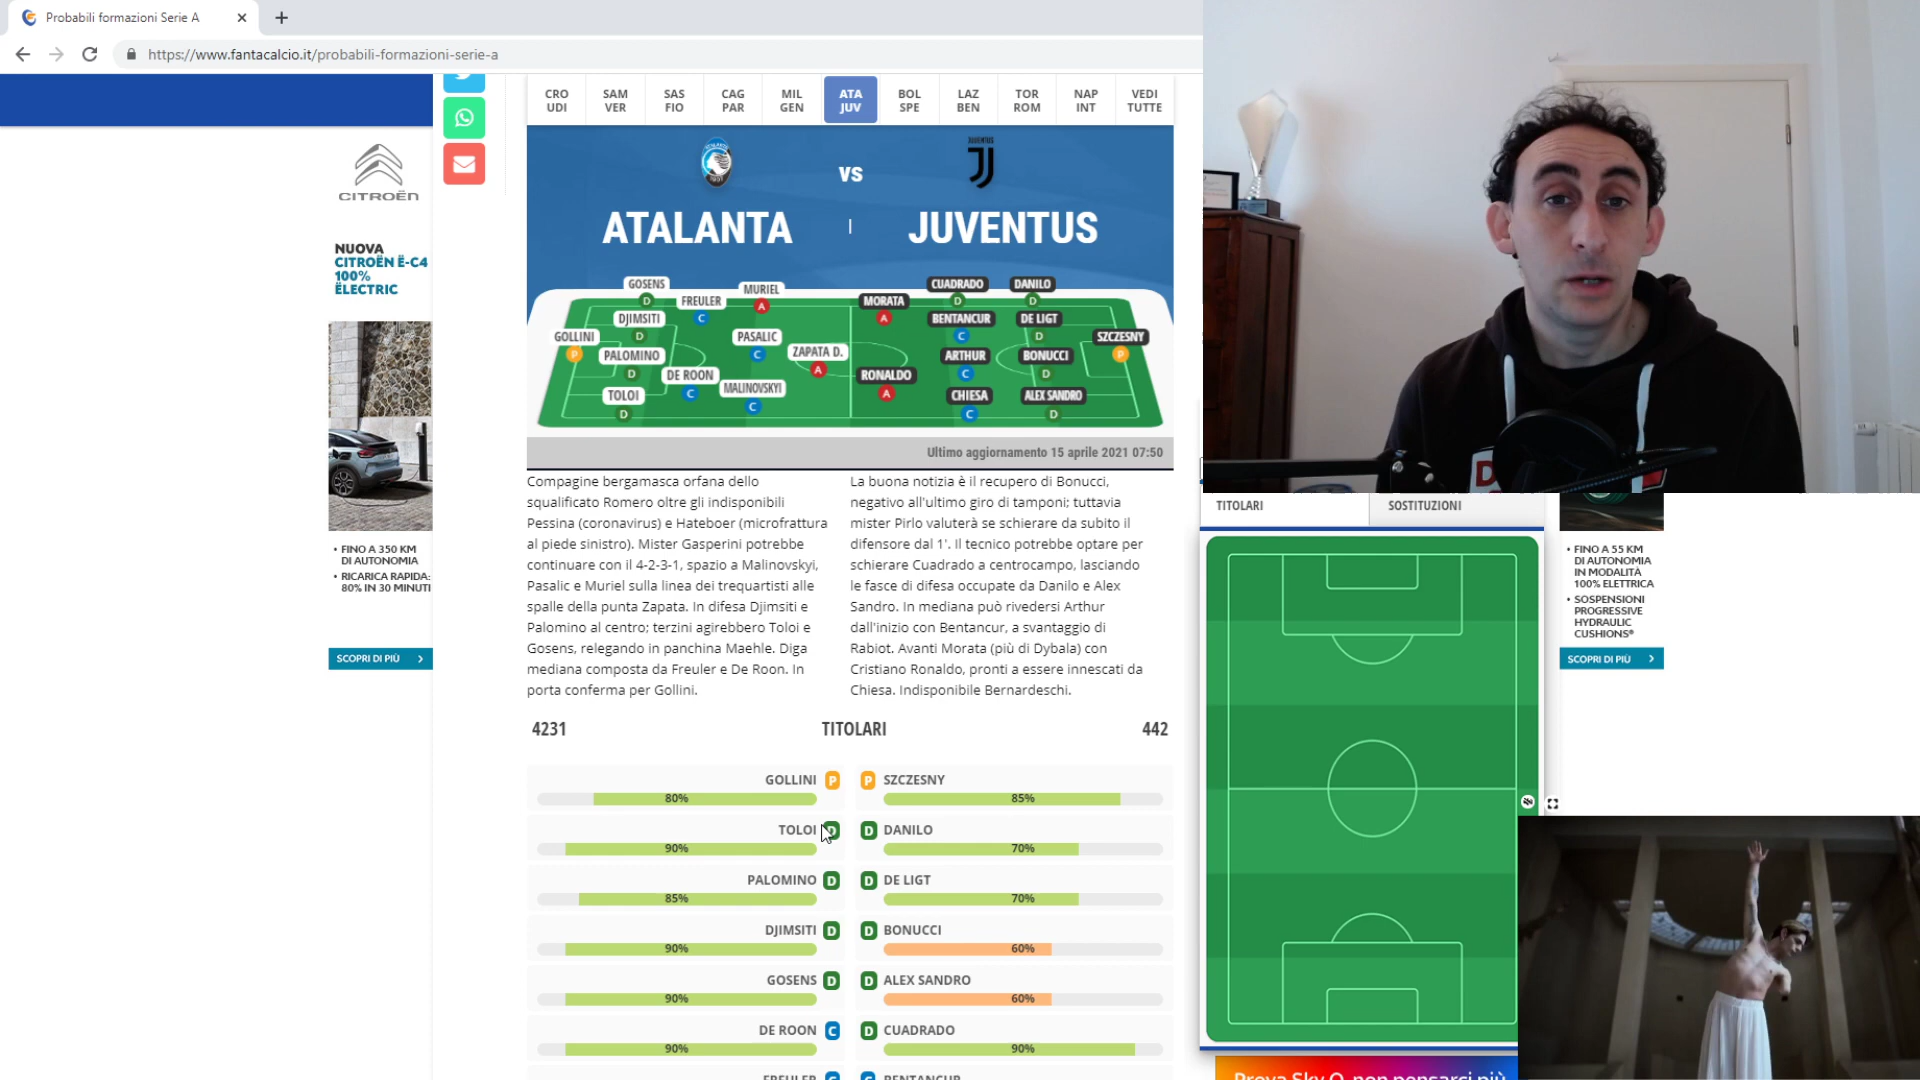 Probabili formazioni Serie A
https://www.fantacalcio.it/probabili-formazioni-serie-a
CRO UDI
SAM VER
SAS FIO
CAG PAR
MIL GEN
ATA JUV
BOL SPE
LAZ BEN
TOR ROM
NAP INT
VEDI TUTTE
CITROËN
NUOVA
CITROËN Ë-C4
100%
ËLECTRIC
• FINO A 350 KM
DI AUTONOMIA
• RICARICA RAPIDA:
80% IN 30 MINUTI
SCOPRI DI PIÙ
JUVENTUS
VS
ATALANTA
JUVENTUS
GOSENS
D
FREULER
C
MURIEL
A
DJIMSITI
D
GOLLINI
P
PASALIC
C
PALOMINO
D
ZAPATA D.
A
DE ROON
C
MALINOVSKYI
C
TOLOI
D
CUADRADO
D
DANILO
D
MORATA
A
BENTANCUR
C
DE LIGT
D
SZCZESNY
P
ARTHUR
C
BONUCCI
D
RONALDO
A
CHIESA
C
ALEX SANDRO
D
Ultimo aggiornamento 15 aprile 2021 07:50
Compagine bergamasca orfana dello
squalificato Romero oltre gli indisponibili
Pessina (coronavirus) e Hateboer (microfrattura
al piede sinistro). Mister Gasperini potrebbe
continuare con il 4-2-3-1, spazio a Malinovskyi,
Pasalic e Muriel sulla linea dei trequartisti alle
spalle della punta Zapata. In difesa Djimsiti e
Palomino al centro; terzini agirebbero Toloi e
Gosens, relegando in panchina Maehle. Diga
mediana composta da Freuler e De Roon. In
porta conferma per Gollini.
La buona notizia è il recupero di Bonucci,
negativo all'ultimo giro di tamponi; tuttavia
mister Pirlo valuterà se schierare da subito il
difensore dal 1'. Il tecnico potrebbe optare per
schierare Cuadrado a centrocampo, lasciando
le fasce di difesa occupate da Danilo e Alex
Sandro. In mediana può rivedersi Arthur
dall'inizio con Bentancur, a svantaggio di
Rabiot. Avanti Morata (più di Dybala) con
Cristiano Ronaldo, pronti a essere innescati da
Chiesa. Indisponibile Bernardeschi.
4231 TITOLARI 442
GOLLINI P P SZCZESNY
80% 85%
TOLOI D D DANILO
90% 70%
PALOMINO D D DE LIGT
85% 70%
DJIMSITI D D BONUCCI
90% 60%
GOSENS D D ALEX SANDRO
90% 60%
DE ROON C D CUADRADO
90% 90%
FREULER C C BENTANCUR
TITOLARI
SOSTITUZIONI
• FINO A 55 KM
DI AUTONOMIA
IN MODALITÀ
100% ELETTRICA
• SOSPENSIONI
PROGRESSIVE
HYDRAULIC
CUSHIONS®
SCOPRI DI PIÙ
Prova Sky Q, non pensarci più